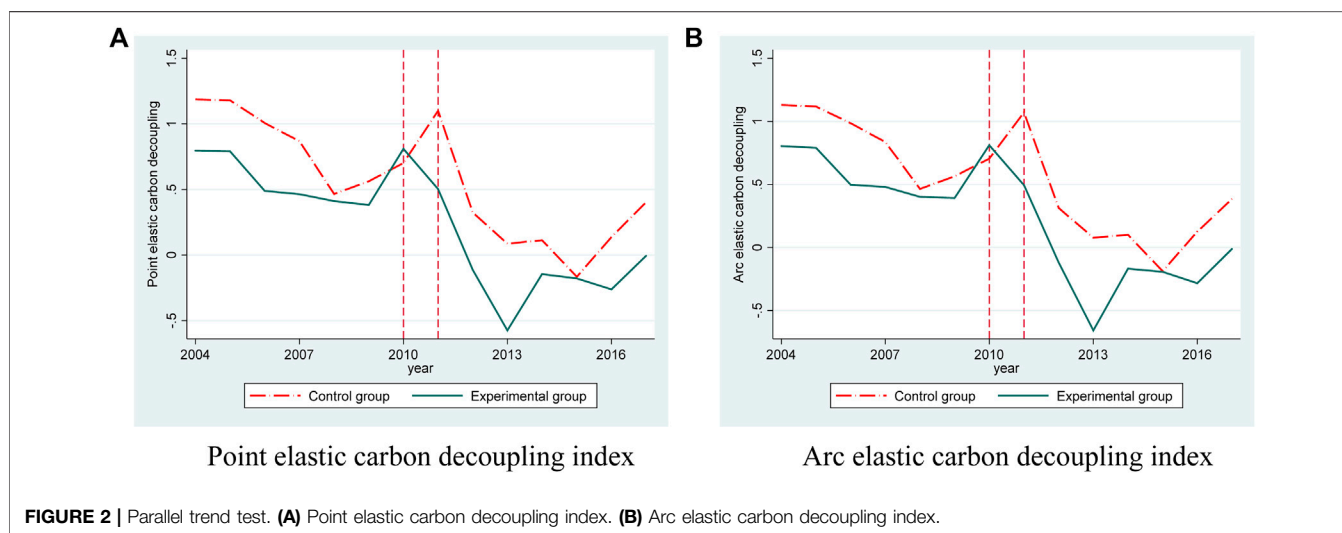 A
1.5
1
.5
0
-.5
Point elastic carbon decoupling
2004
2007
2010
2013
2016
year
Control group
Experimental group
Point elastic carbon decoupling index
B
1.5
1
.5
0
-.5
Arc elastic carbon decoupling
2004
2007
2010
2013
2016
year
Control group
Experimental group
Arc elastic carbon decoupling index
FIGURE 2 | Parallel trend test. (A) Point elastic carbon decoupling index. (B) Arc elastic carbon decoupling index.